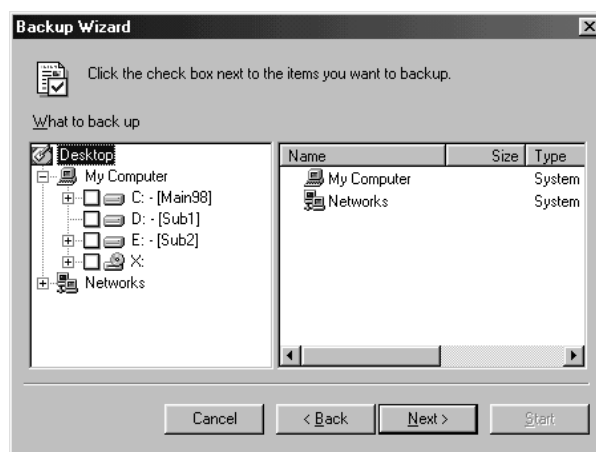 Backup Wizard
Click the check box next to the items you want to backup.
What to back up
Desktop
My Computer
C: - [Main98]
D: - [Sub1]
E: - [Sub2]
X:
Networks
Name Size Type
My Computer System
Networks System
Cancel < Back Next > Start